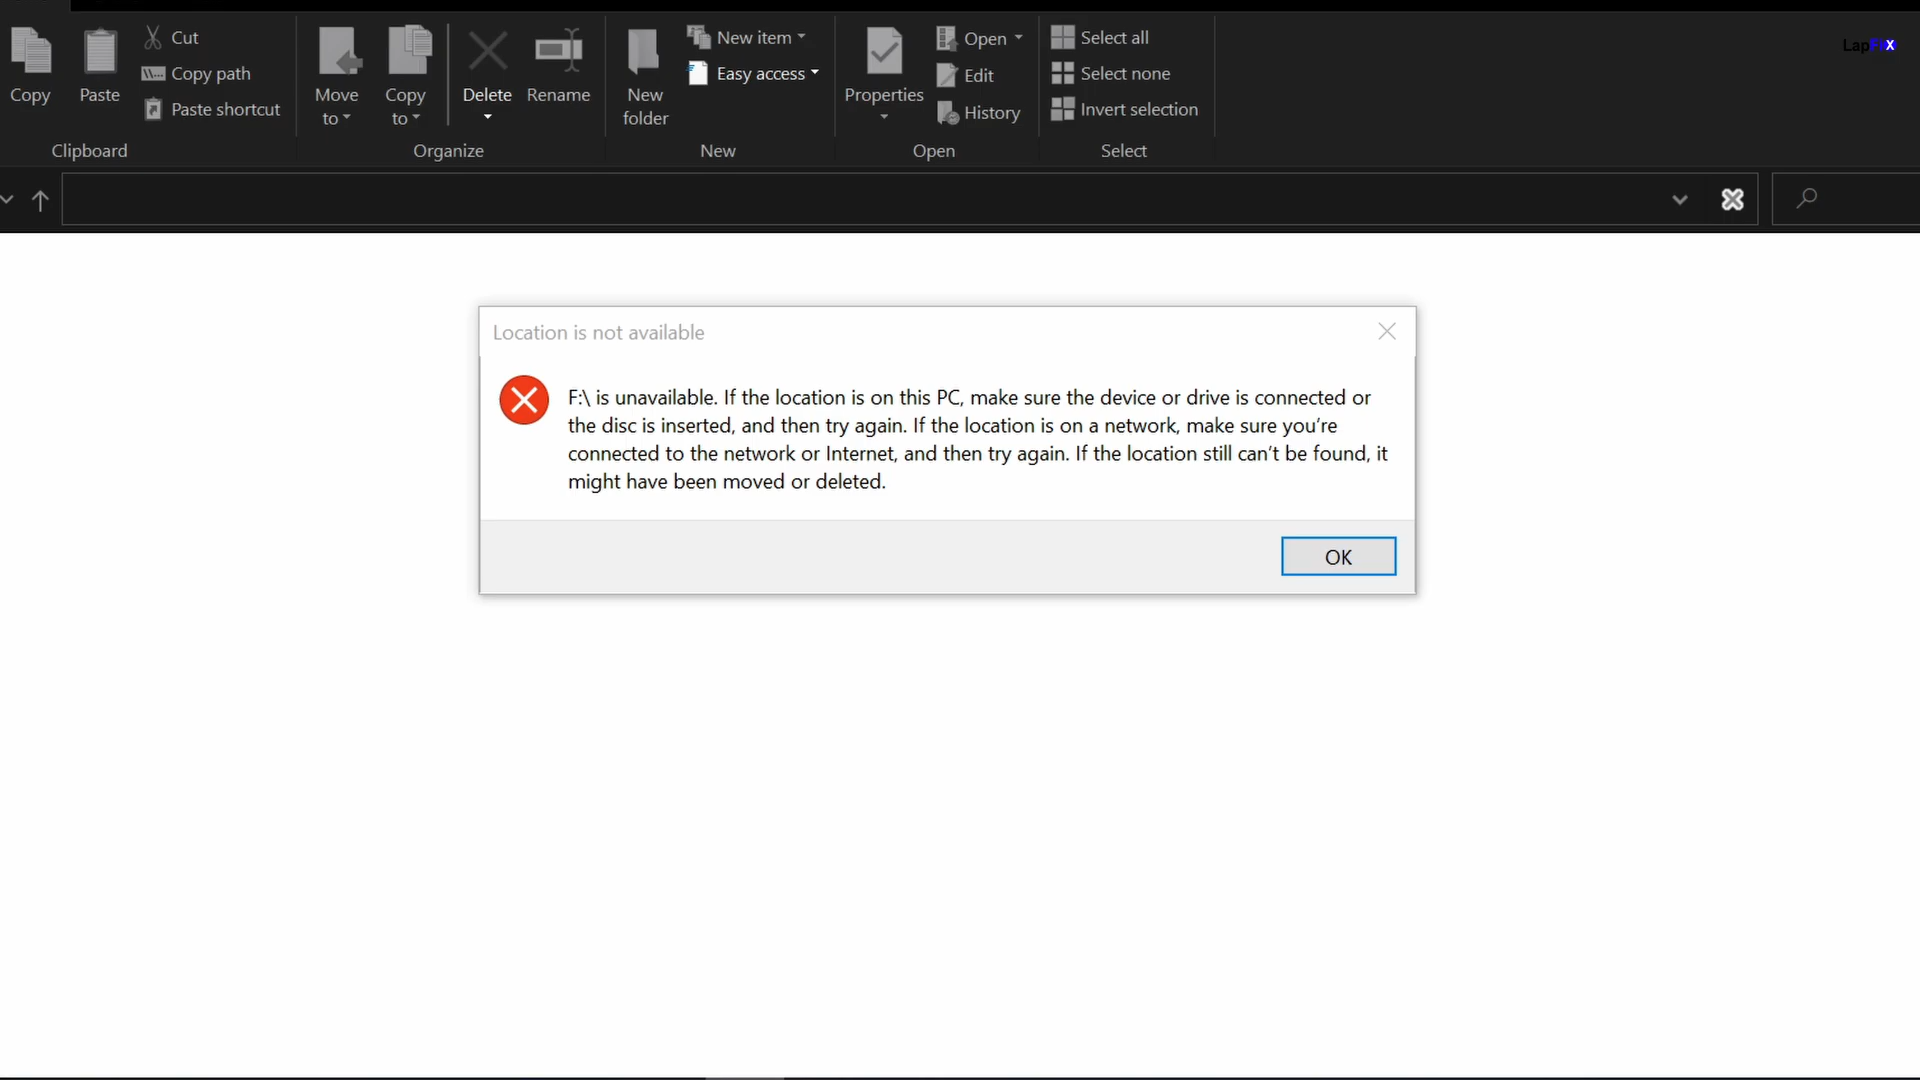 Copy
Paste
Cut
Copy path
Paste shortcut
Clipboard
Move
to
Copy
to
Delete
Rename
Organize
New
folder
New item
Easy access
New
Properties
Open
Edit
History
Open
Select all
Select none
Invert selection
Select
LapFix
Location is not available
F:\ is unavailable. If the location is on this PC, make sure the device or drive is connected or
the disc is inserted, and then try again. If the location is on a network, make sure you're
connected to the network or Internet, and then try again. If the location still can't be found, it
might have been moved or deleted.
OK